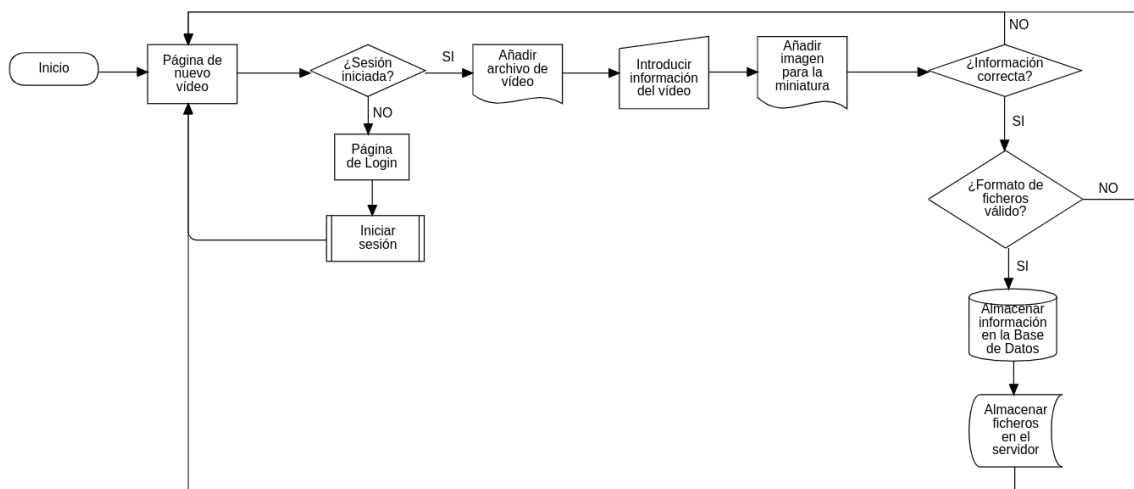 Inicio
Página de
nuevo
vídeo
¿Sesión
iniciada?
SI
Añadir
archivo de
vídeo
Introducir
información
del vídeo
Añadir
imagen
para la
miniatura
¿Información
correcta?
NO
NO
Página
de Login
Iniciar
sesión
SI
¿Formato de
ficheros
válido?
NO
SI
Almacenar
información
en la Base
de Datos
Almacenar
ficheros
en el
servidor